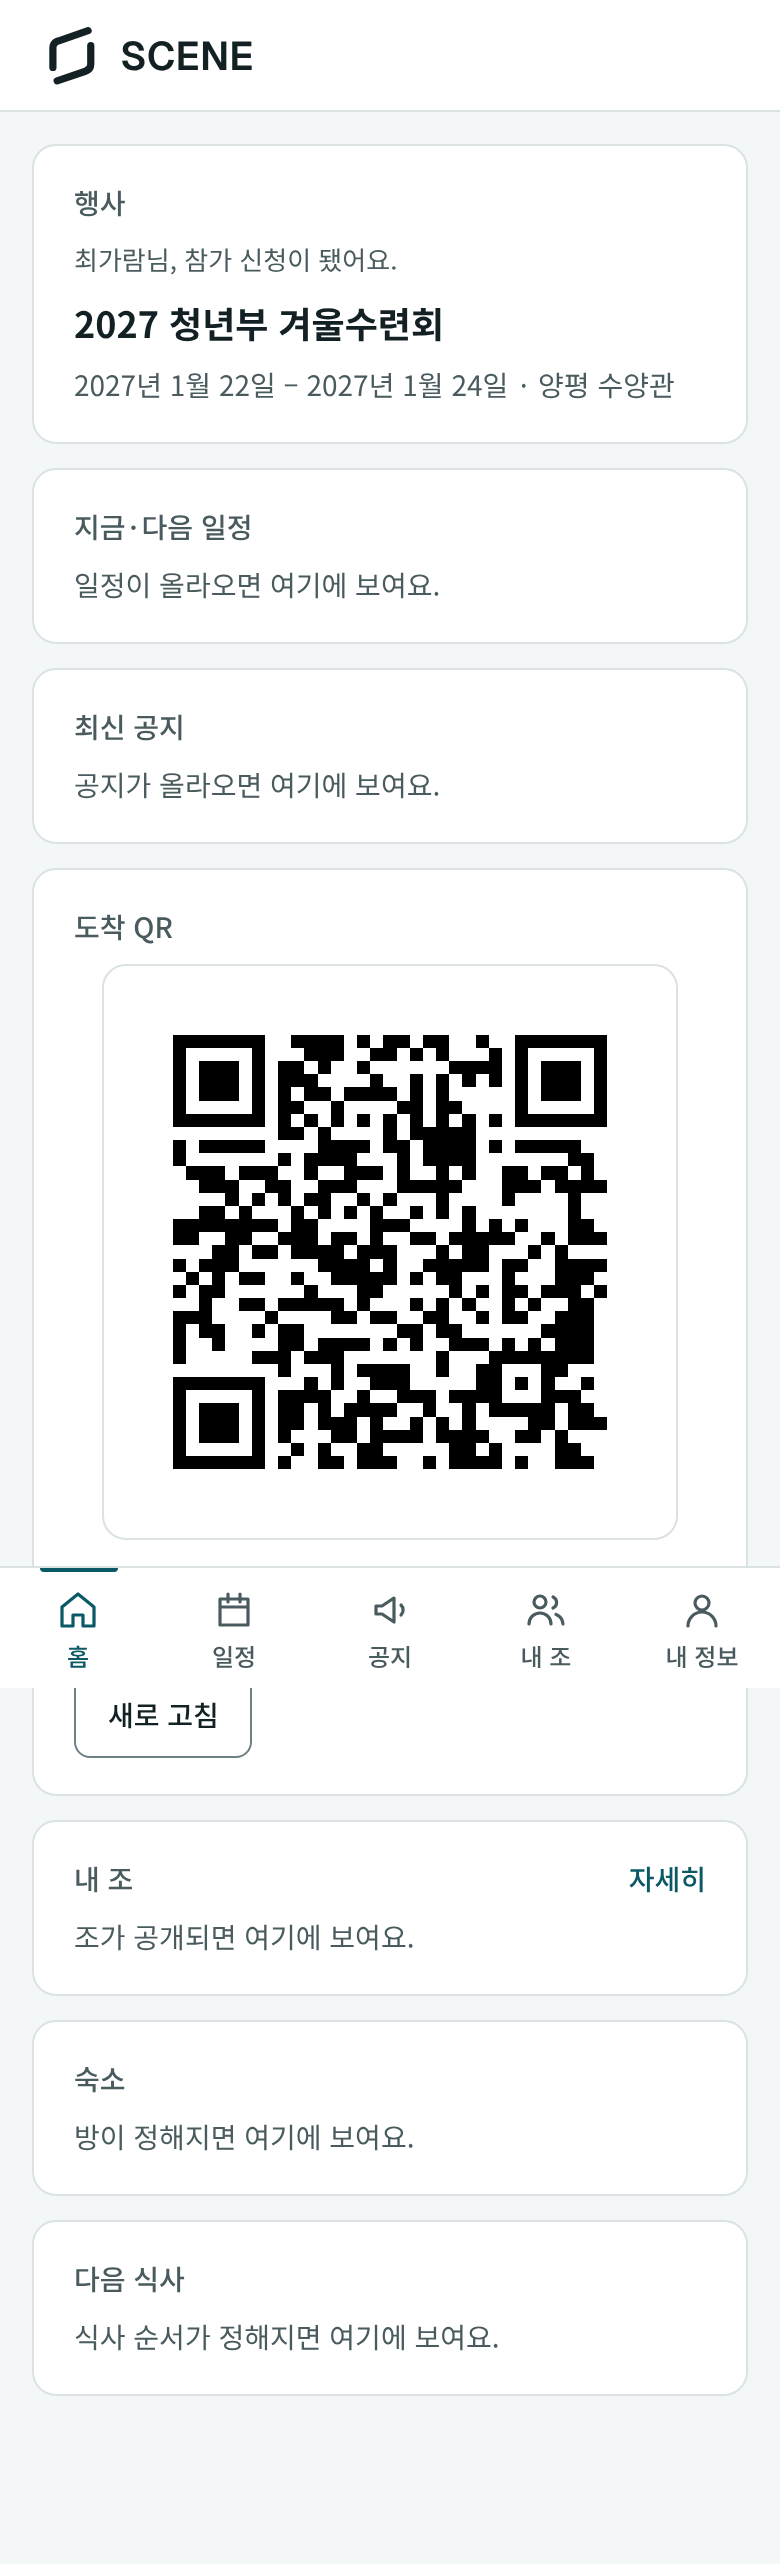 SCENE
행사
최가람님, 참가 신청이 됐어요.
2027 청년부 겨울수련회
2027년 1월 22일 – 2027년 1월 24일 · 양평 수양관
지금·다음 일정
일정이 올라오면 여기에 보여요.
최신 공지
공지가 올라오면 여기에 보여요.
도착 QR
홈
일정
공지
내 조
내 정보
새로 고침
내 조
자세히
조가 공개되면 여기에 보여요.
숙소
방이 정해지면 여기에 보여요.
다음 식사
식사 순서가 정해지면 여기에 보여요.